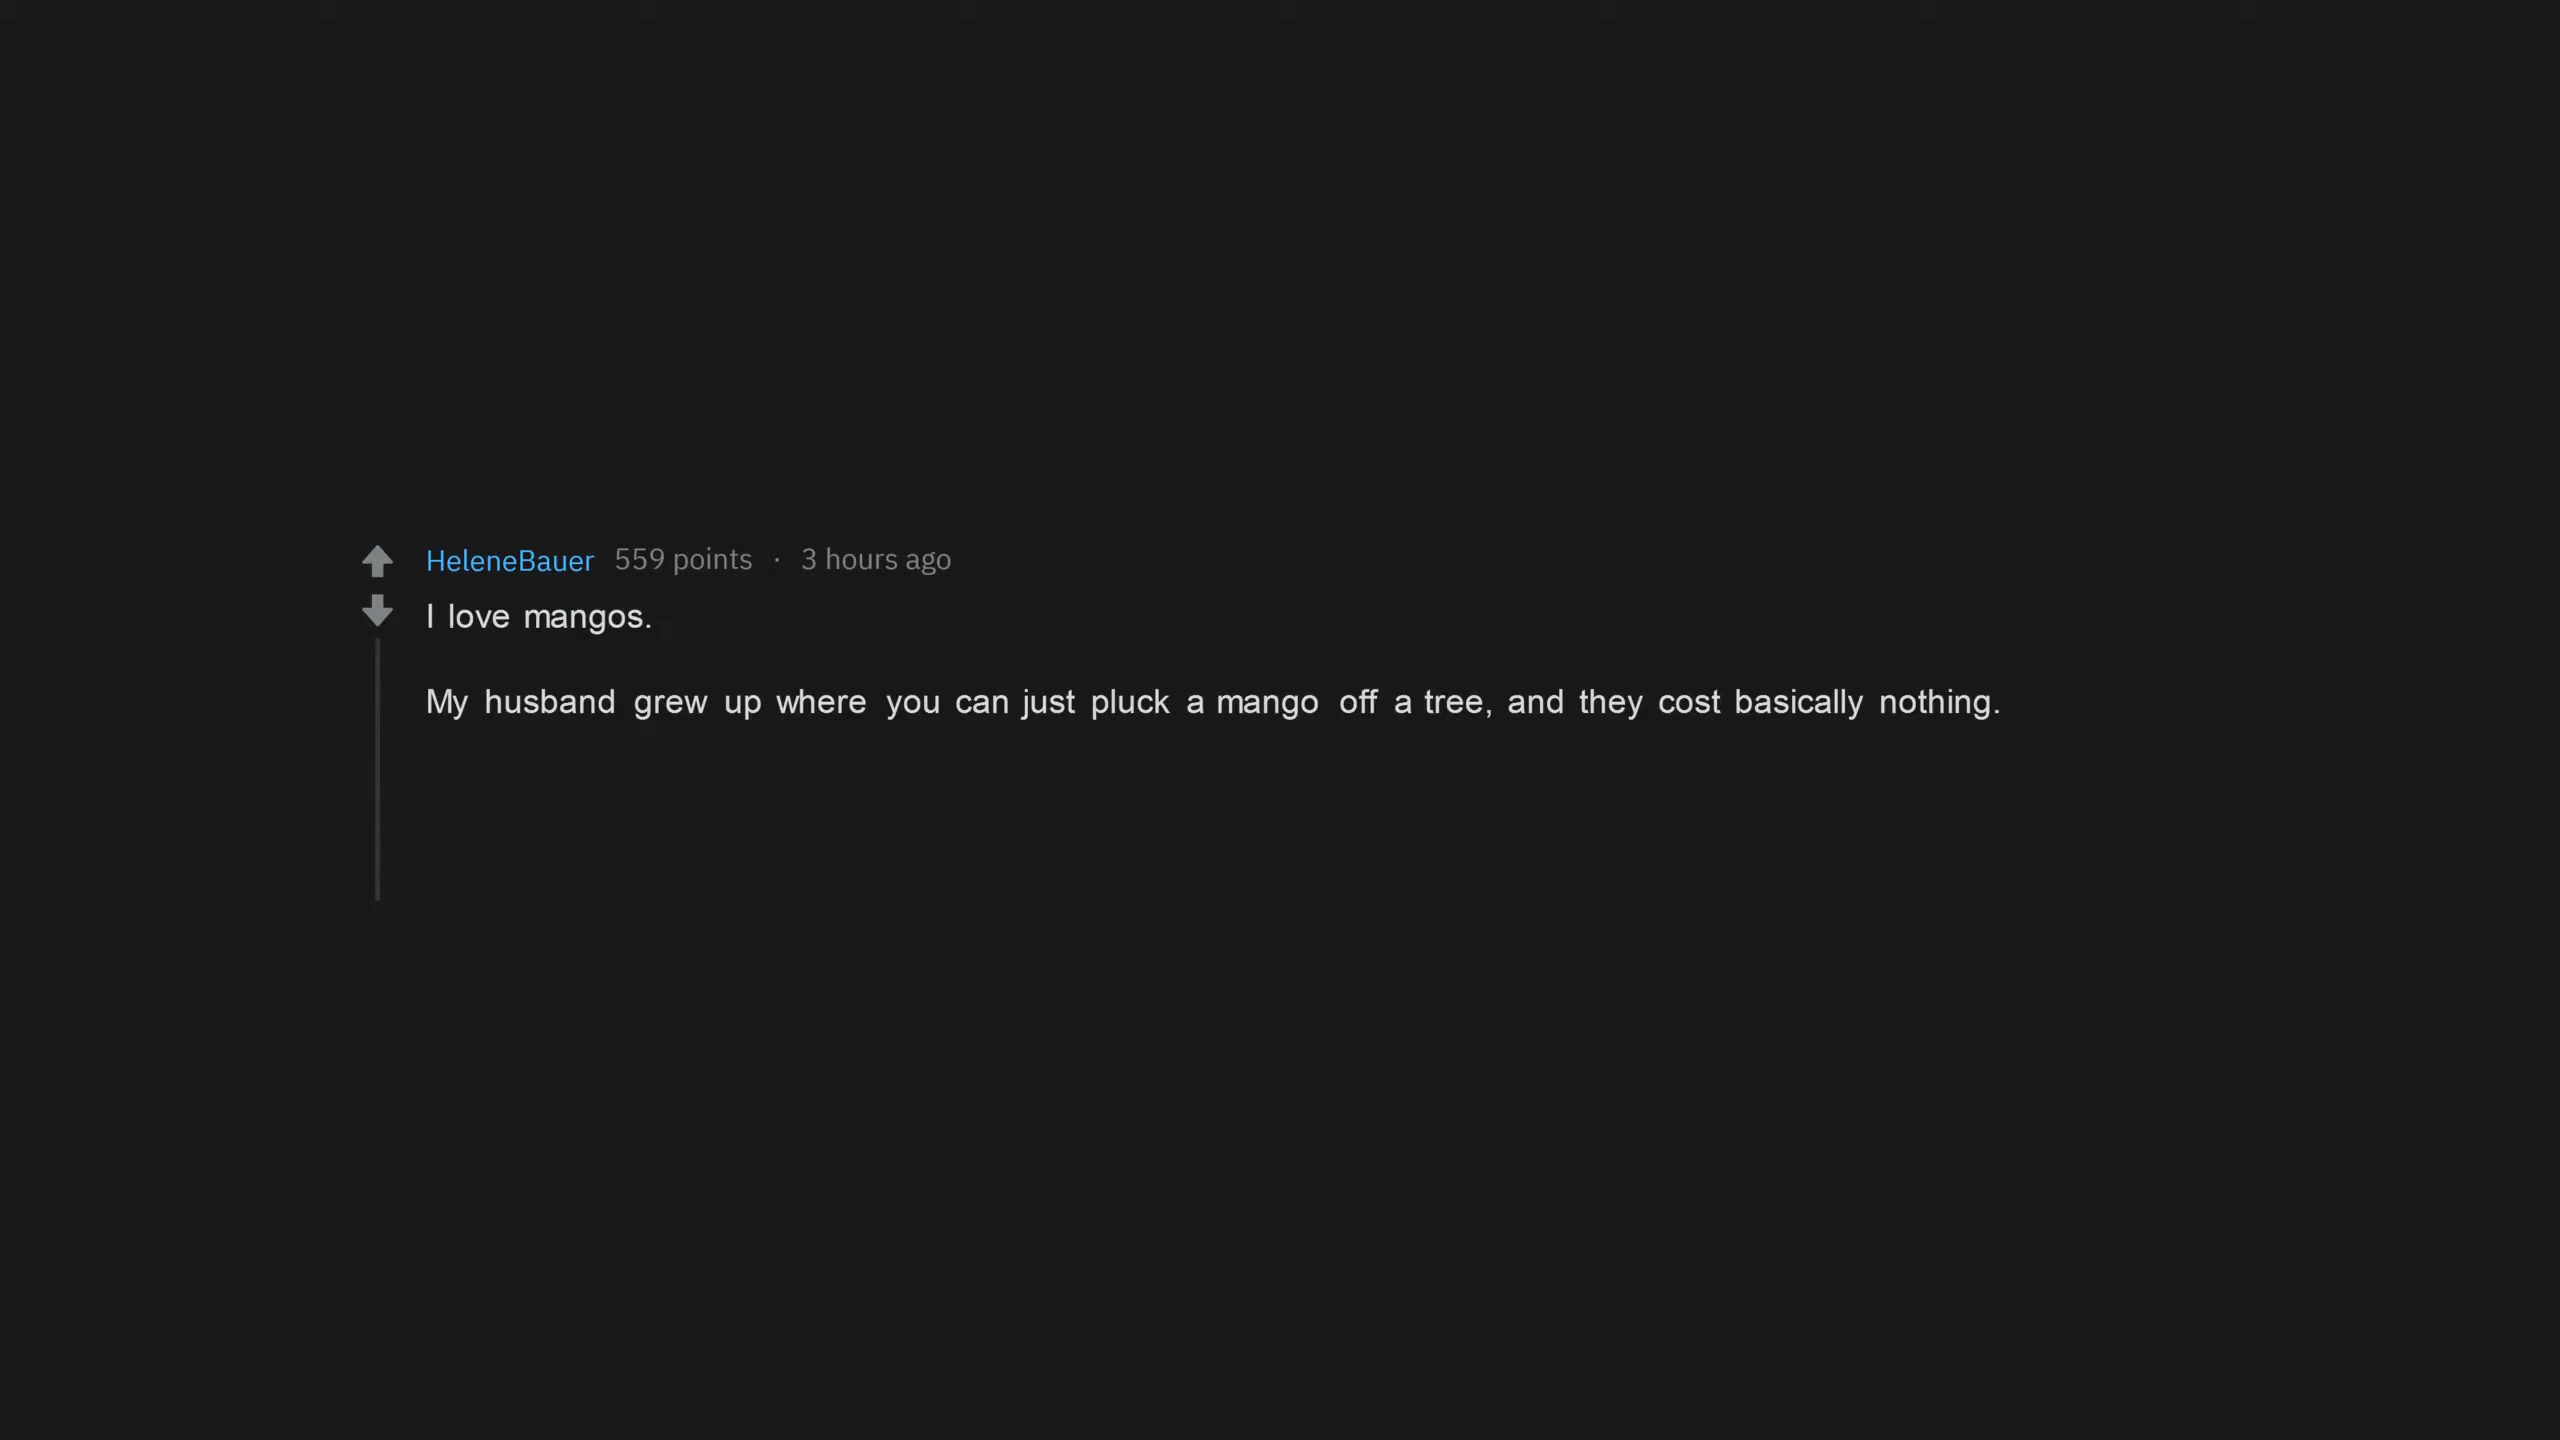 HeleneBauer 559 points · 3 hours ago
I love mangos.
My husband grew up where you can just pluck a mango off a tree, and they cost basically nothing.